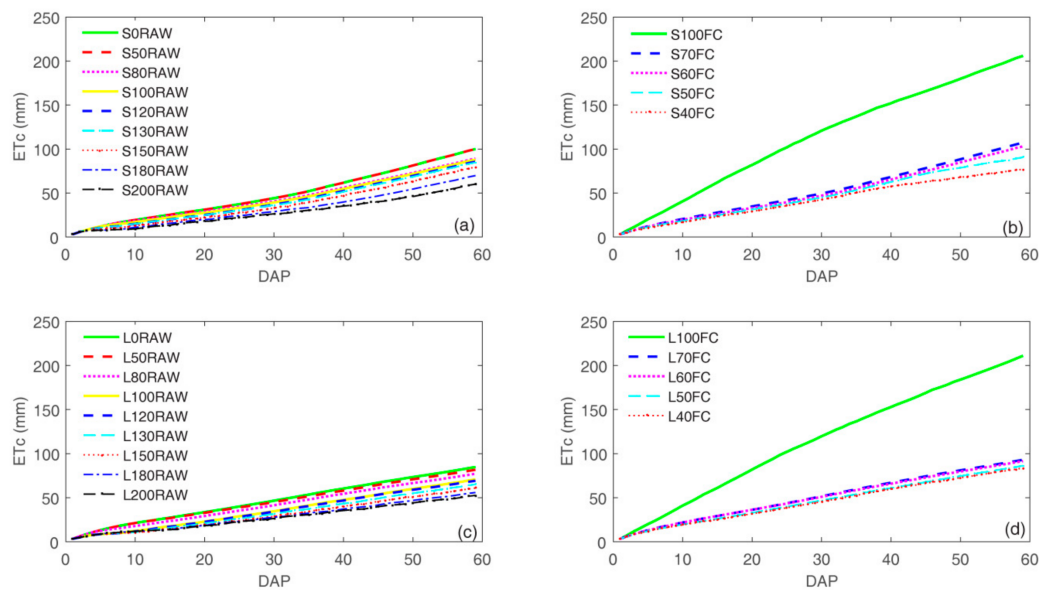 250
200
150
100
50
0
ETc (mm)
S0RAW
S50RAW
S80RAW
S100RAW
S120RAW
S130RAW
S150RAW
S180RAW
S200RAW
(a)
0 10 20 30 40 50 60
DAP
250
200
150
100
50
0
ETc (mm)
S100FC
S70FC
S60FC
S50FC
S40FC
(b)
0 10 20 30 40 50 60
DAP
250
200
150
100
50
0
ETc (mm)
L0RAW
L50RAW
L80RAW
L100RAW
L120RAW
L130RAW
L150RAW
L180RAW
L200RAW
(c)
0 10 20 30 40 50 60
DAP
250
200
150
100
50
0
ETc (mm)
L100FC
L70FC
L60FC
L50FC
L40FC
(d)
0 10 20 30 40 50 60
DAP